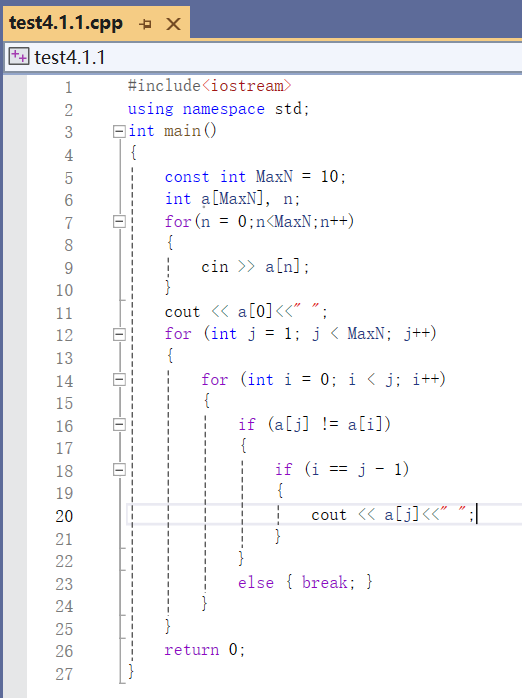 test4.1.1.cpp
test4.1.1
1 #include<iostream>
2 using namespace std;
3 int main()
4 {
5 const int MaxN = 10;
6 int a[MaxN], n;
7 for(n = 0;n<MaxN;n++)
8 {
9 cin >> a[n];
10 }
11 cout << a[0]<<" ";
12 for (int j = 1; j < MaxN; j++)
13 {
14 for (int i = 0; i < j; i++)
15 {
16 if (a[j] != a[i])
17 {
18 if (i == j - 1)
19 {
20 cout << a[j]<<" ";
21 }
22 }
23 else { break; }
24 }
25 }
26 return 0;
27 }